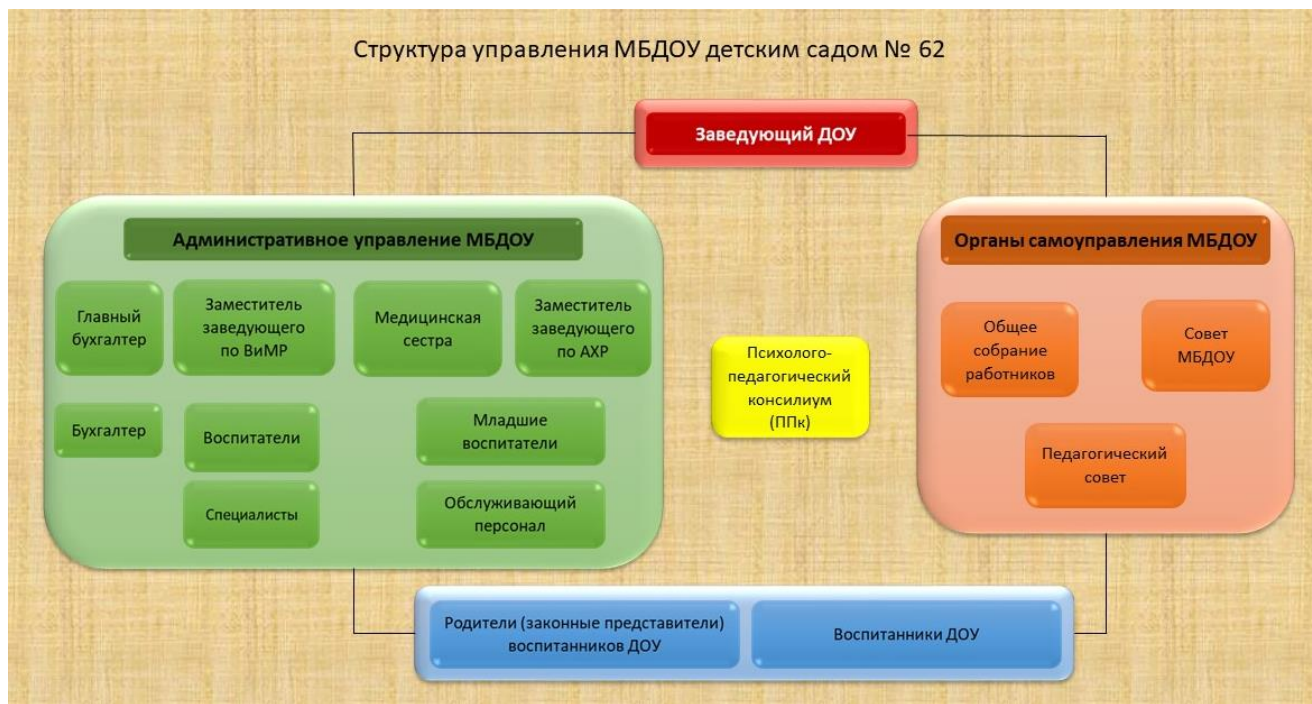 Структура управления МБДОУ детским садом № 62
Заведующий ДОУ
Административное управление МБДОУ
Главный
бухгалтер
Заместитель
заведующего
по ВиМР
Медицинская
сестра
Заместитель
заведующего
по АХР
Бухгалтер
Воспитатели
Младшие
воспитатели
Специалисты
Обслуживающий
персонал
Психолого-
педагогический
консилиум
(ППк)
Органы самоуправления МБДОУ
Общее
собрание
работников
Совет
МБДОУ
Педагогический
совет
Родители (законные представители)
воспитанников ДОУ
Воспитанники ДОУ